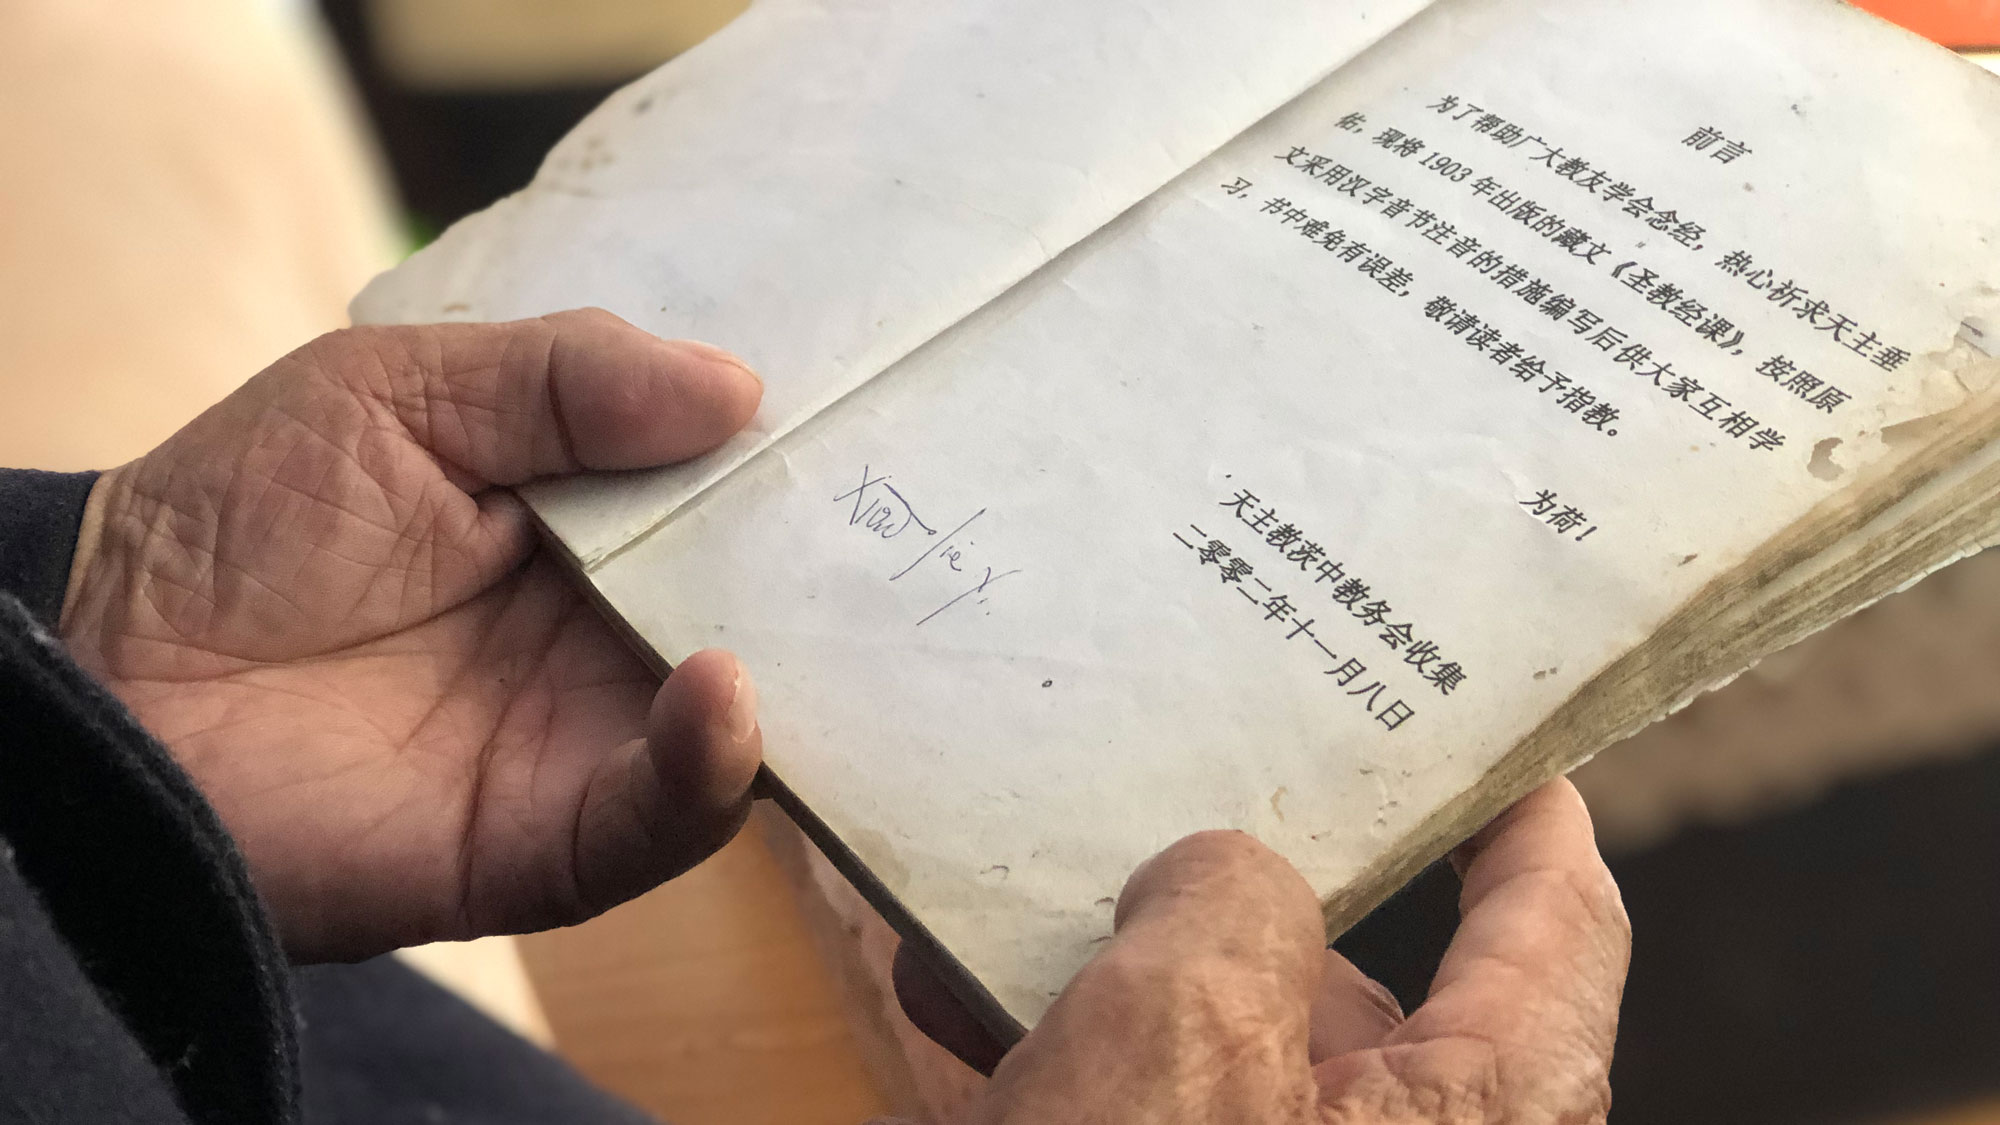 前言
为了帮助广大教友学会念经，热心祈求天主垂
佑，现将1903年出版的藏文《圣教经课》，按照原
文采用汉字音节注音的措施编写后供大家互相学
习，书中难免有误差，敬请读者给予指教。
为荷！
天主教茨中教务会收集
二零零二年十一月八日